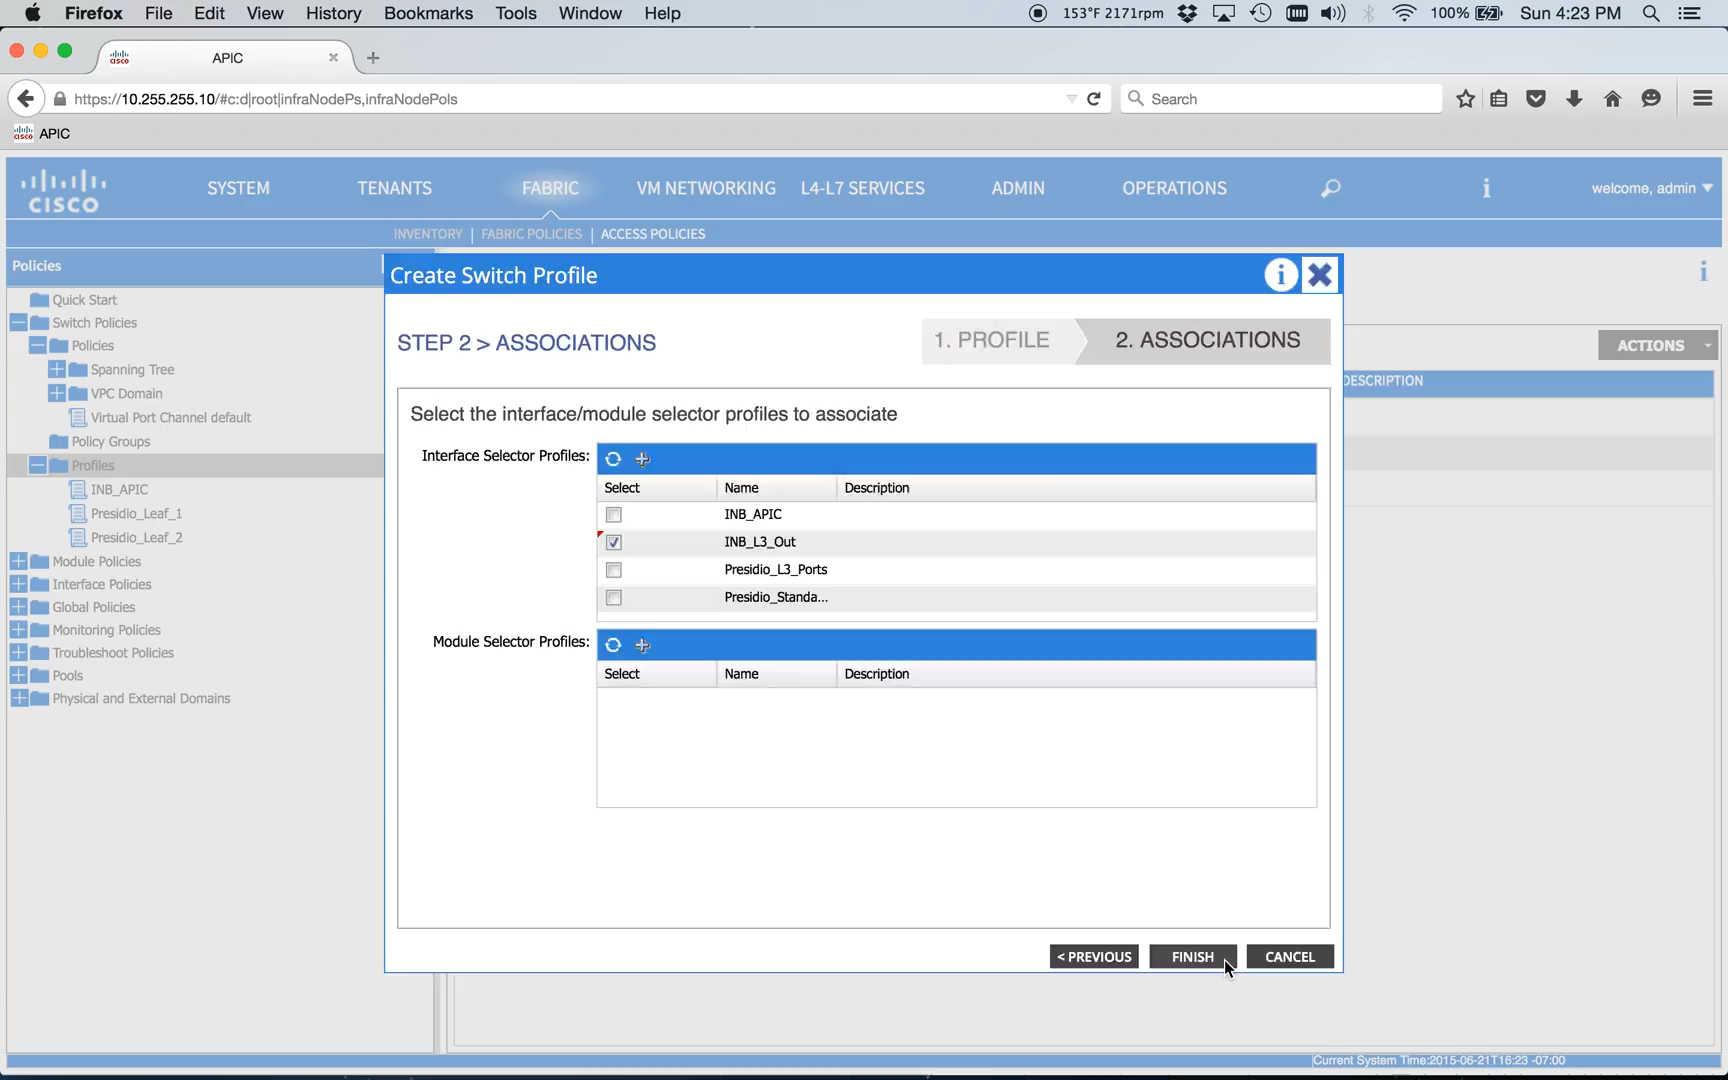 Firefox File Edit View History Bookmarks Tools Window Help 153°F 2171rpm 100% Sun 4:23 PM
cisco APIC
https://10.255.255.10/#c:d|root|infraNodePs,infraNodePols Search
cisco APIC
CISCO SYSTEM TENANTS FABRIC VM NETWORKING L4-L7 SERVICES ADMIN OPERATIONS i welcome, admin
INVENTORY | FABRIC POLICIES | ACCESS POLICIES
Policies
i
Quick Start
Switch Policies
Policies
Spanning Tree
VPC Domain
Virtual Port Channel default
Policy Groups
Profiles
INB_APIC
Presidio_Leaf_1
Presidio_Leaf_2
Module Policies
Interface Policies
Global Policies
Monitoring Policies
Troubleshoot Policies
Pools
Physical and External Domains
ACTIONS
DESCRIPTION
Create Switch Profile i
STEP 2 > ASSOCIATIONS 1. PROFILE 2. ASSOCIATIONS
Select the interface/module selector profiles to associate
Interface Selector Profiles:
Select Name Description
INB_APIC
INB_L3_Out
Presidio_L3_Ports
Presidio_Standa...
Module Selector Profiles:
Select Name Description
< PREVIOUS FINISH CANCEL
Current System Time:2015-06-21T16:23 -07:00